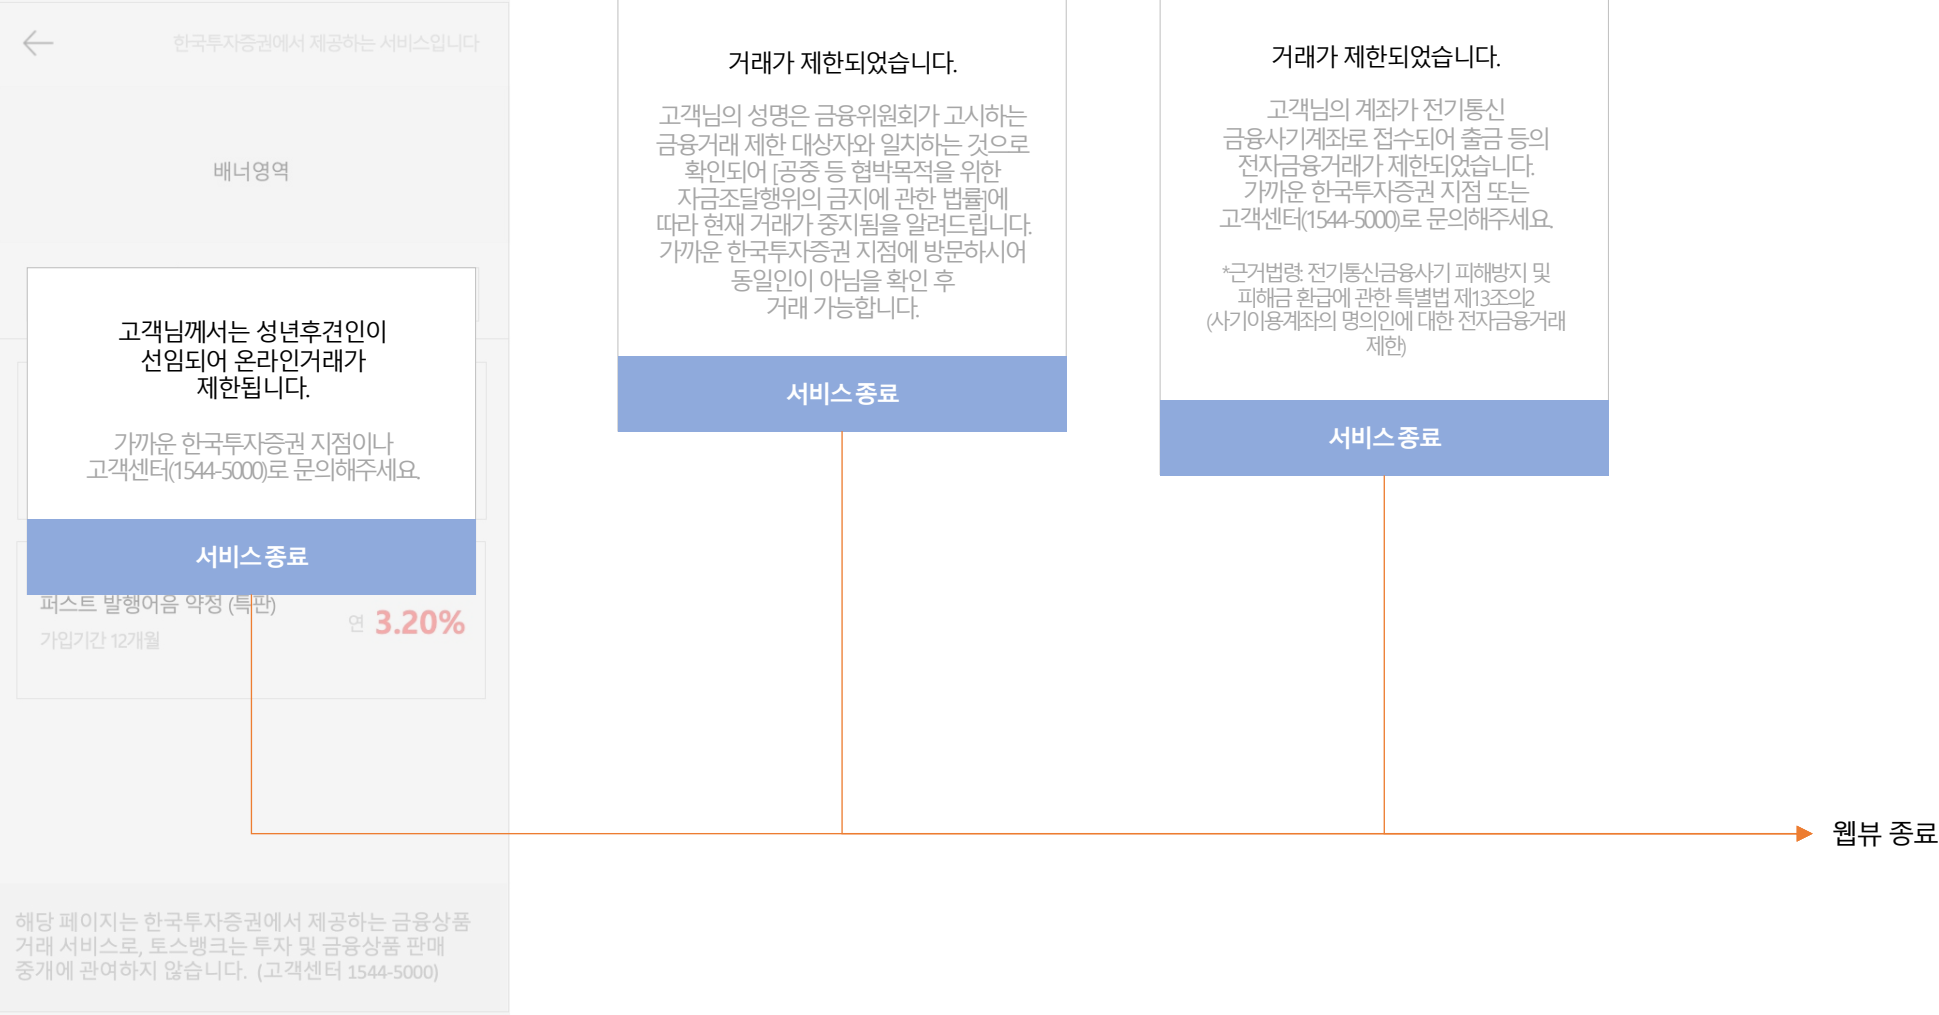 한국투자증권에서 제공하는 서비스입니다
배너영역
고객님께서는 성년후견인이
선임되어 온라인거래가
제한됩니다.
가까운 한국투자증권 지점이나
고객센터(1544-5000)로 문의해주세요.
서비스 종료
퍼스트 발행어음 약정 (특판)
연 3.20%
가입기간 12개월
해당 페이지는 한국투자증권에서 제공하는 금융상품
거래 서비스로, 토스뱅크는 투자 및 금융상품 판매
중개에 관여하지 않습니다. (고객센터 1544-5000)
거래가 제한되었습니다.
고객님의 성명은 금융위원회가 고시하는
금융거래 제한 대상자와 일치하는 것으로
확인되어 [공중 등 협박목적을 위한
자금조달행위의 금지에 관한 법률]에
따라 현재 거래가 중지됨을 알려드립니다.
가까운 한국투자증권 지점에 방문하시어
동일인이 아님을 확인 후
거래 가능합니다.
서비스 종료
거래가 제한되었습니다.
고객님의 계좌가 전기통신
금융사기계좌로 접수되어 출금 등의
전자금융거래가 제한되었습니다.
가까운 한국투자증권 지점 또는
고객센터(1544-5000)로 문의해주세요.
*근거법령: 전기통신금융사기 피해방지 및
피해금 환급에 관한 특별법 제13조의2
(사기이용계좌의 명의인에 대한 전자금융거래
제한)
서비스 종료
웹뷰 종료